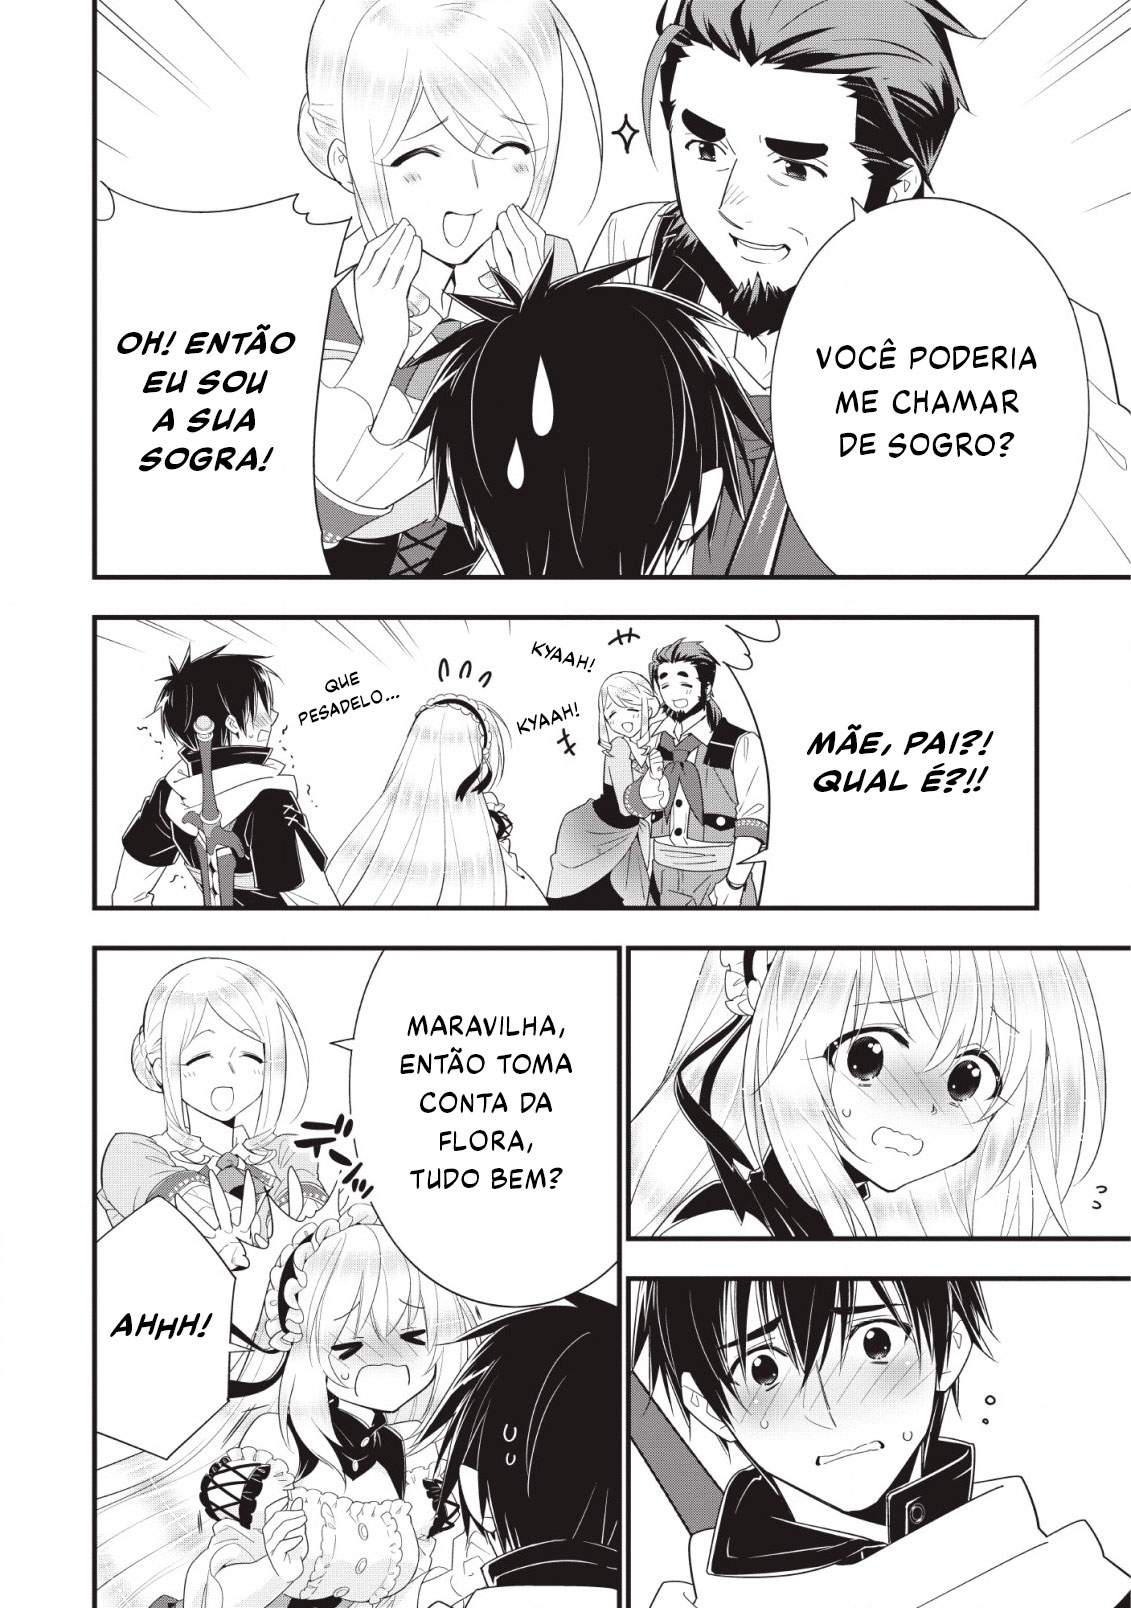 VOCÊ PODERIA
ME CHAMAR
DE SOGRO?
OH! ENTÃO
EU SOU
A SUA
SOGRA!
MÃE, PAI?!
QUAL É?!!
KYAAH!
KYAAH!
QUE
PESADELO...
MARAVILHA,
ENTÃO TOMA
CONTA DA
FLORA,
TUDO BEM?
AHHH!